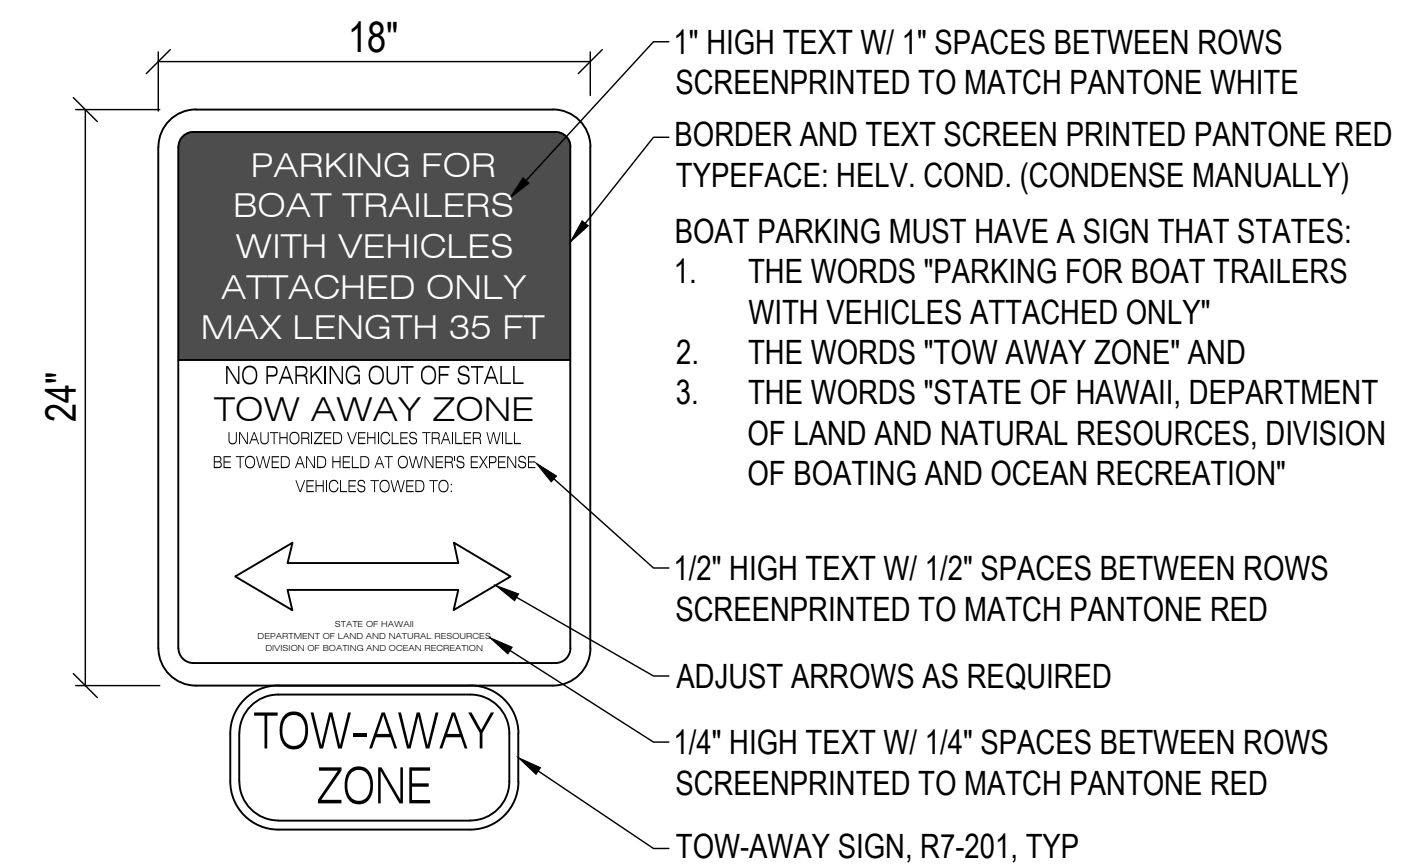 18"
24"
PARKING FOR
BOAT TRAILERS
WITH VEHICLES
ATTACHED ONLY
MAX LENGTH 35 FT
NO PARKING OUT OF STALL
TOW AWAY ZONE
UNAUTHORIZED VEHICLES TRAILER WILL
BE TOWED AND HELD AT OWNER'S EXPENSE
VEHICLES TOWED TO:
STATE OF HAWAII
DEPARTMENT OF LAND AND NATURAL RESOURCES
DIVISION OF BOATING AND OCEAN RECREATION
TOW-AWAY
ZONE
1" HIGH TEXT W/ 1" SPACES BETWEEN ROWS
SCREENPRINTED TO MATCH PANTONE WHITE
BORDER AND TEXT SCREEN PRINTED PANTONE RED
TYPEFACE: HELV. COND. (CONDENSE MANUALLY)
BOAT PARKING MUST HAVE A SIGN THAT STATES:
1. THE WORDS "PARKING FOR BOAT TRAILERS
WITH VEHICLES ATTACHED ONLY"
2. THE WORDS "TOW AWAY ZONE" AND
3. THE WORDS "STATE OF HAWAII, DEPARTMENT
OF LAND AND NATURAL RESOURCES, DIVISION
OF BOATING AND OCEAN RECREATION"
1/2" HIGH TEXT W/ 1/2" SPACES BETWEEN ROWS
SCREENPRINTED TO MATCH PANTONE RED
ADJUST ARROWS AS REQUIRED
1/4" HIGH TEXT W/ 1/4" SPACES BETWEEN ROWS
SCREENPRINTED TO MATCH PANTONE RED
TOW-AWAY SIGN, R7-201, TYP